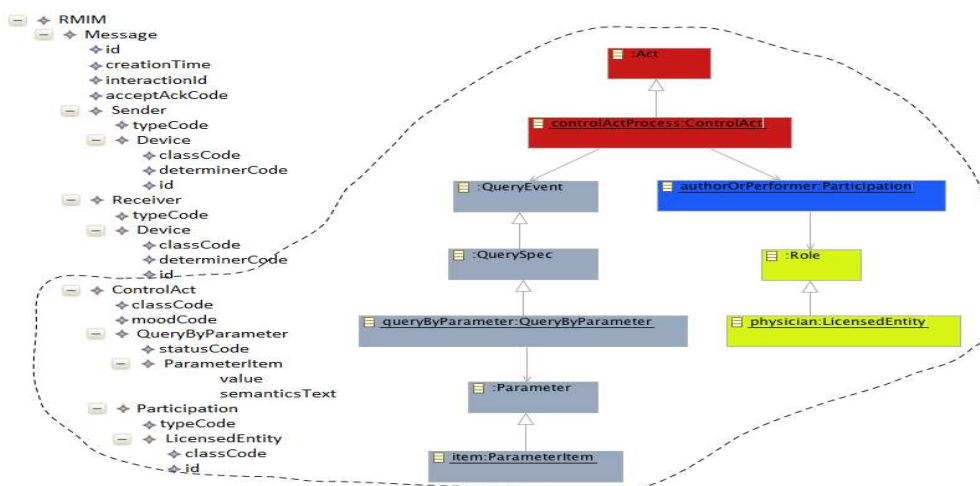 RMIM
Message
id
creationTime
interactionId
acceptAckCode
Sender
typeCode
Device
classCode
determinerCode
id
Receiver
typeCode
Device
classCode
determinerCode
id
ControlAct
classCode
moodCode
QueryByParameter
statusCode
ParameterItem
value
semanticsText
Participation
typeCode
LicensedEntity
classCode
id
:Act
controlActProcess:ControlAct
:QueryEvent
authorOrPerformer:Participation
:QuerySpec
:Role
queryByParameter:QueryByParameter
physician:LicensedEntity
:Parameter
item:ParameterItem